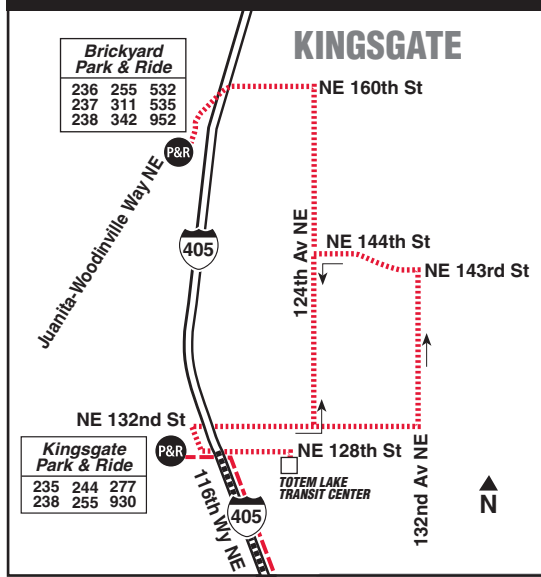 KINGSGATE
Brickyard
Park & Ride
236 255 532
237 311 535
238 342 952
NE 160th St
P&R
Juanita-Woodinville Way NE
405
124th Av NE
NE 144th St
NE 143rd St
NE 132nd St
Kingsgate
Park & Ride
235 244 277
238 255 930
P&R
NE 128th St
TOTEM LAKE
TRANSIT CENTER
116th Wy NE
405
132nd Av NE
N